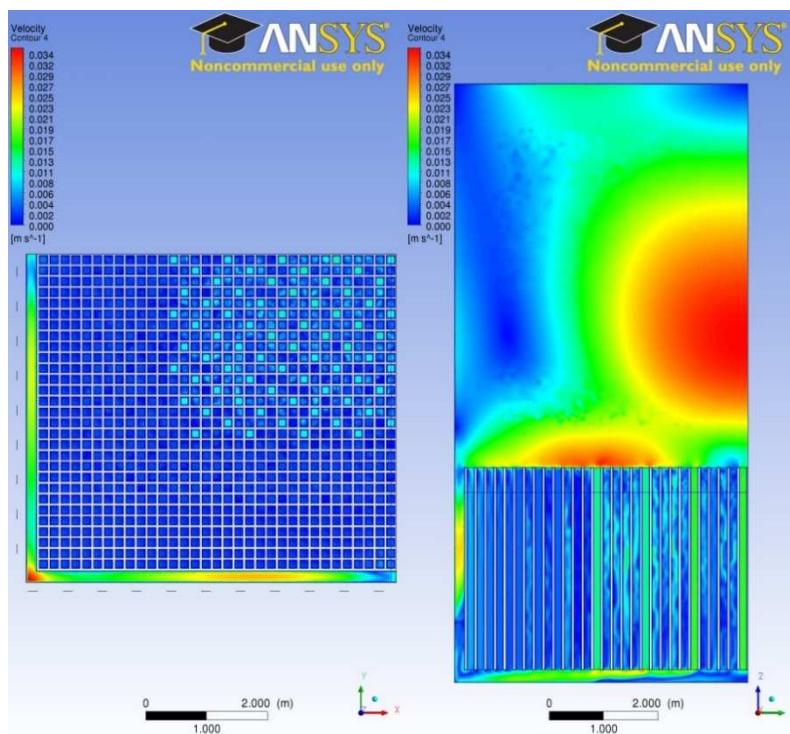 Velocity
Contour 4
0.034
0.032
0.029
0.027
0.025
0.023
0.021
0.019
0.017
0.015
0.013
0.011
0.008
0.006
0.004
0.002
0.000
[m s^-1]
ANSYS
Noncommercial use only
0 2.000 (m)
1.000
Y
X
Z
Velocity
Contour 4
0.034
0.032
0.029
0.027
0.025
0.023
0.021
0.019
0.017
0.015
0.013
0.011
0.008
0.006
0.004
0.002
0.000
[m s^-1]
ANSYS
Noncommercial use only
0 2.000 (m)
1.000
Z
X